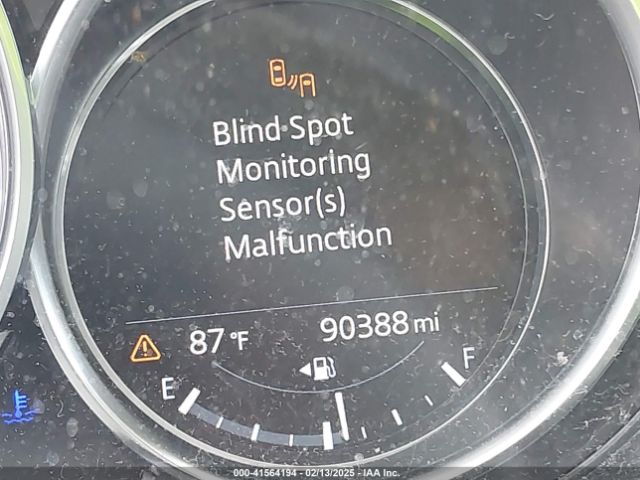 Blind Spot
Monitoring
Sensor(s)
Malfunction
87°F 90388 mi
E F
000-41564194 - 02/13/2025 - IAA Inc.